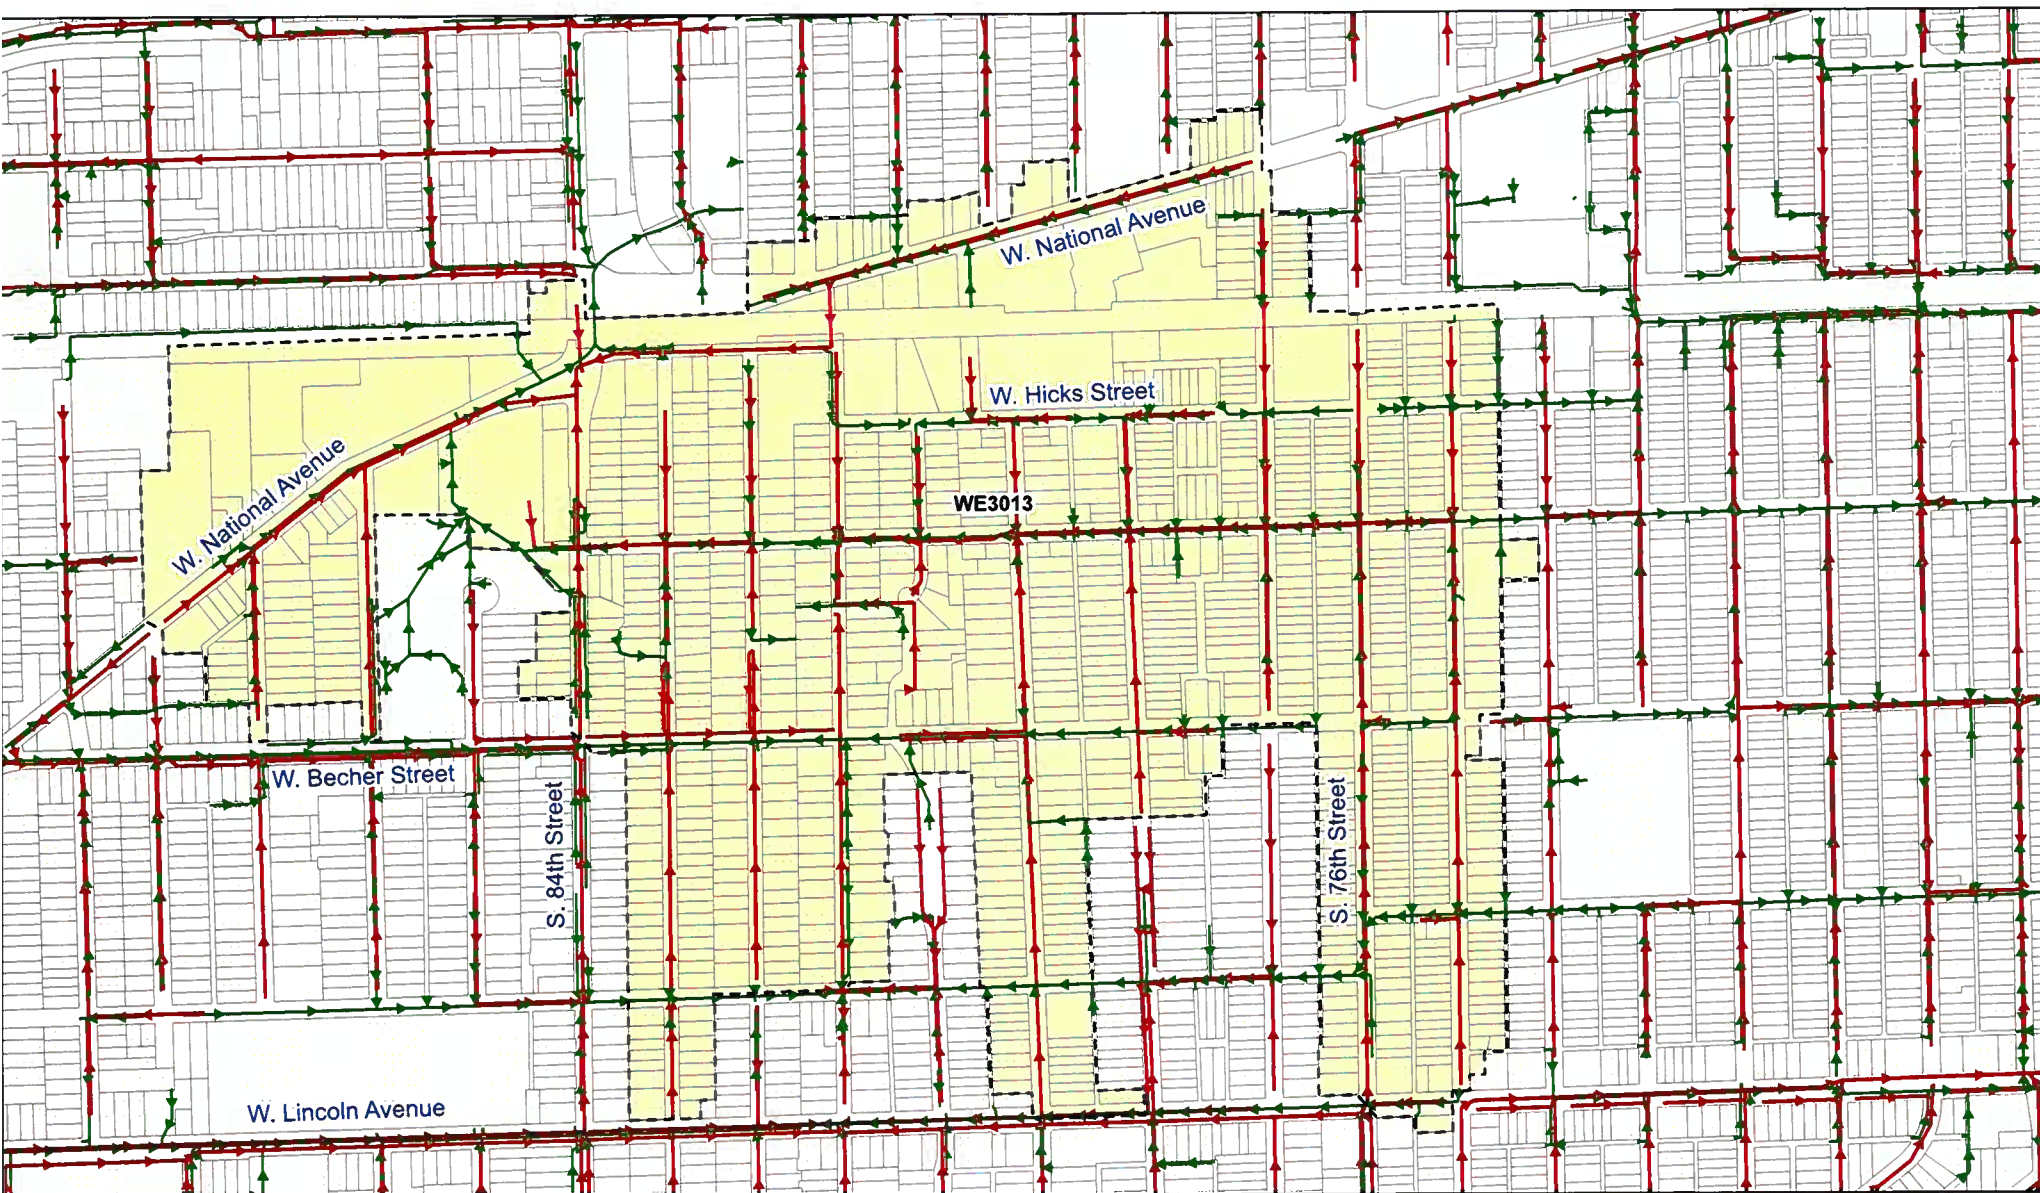 W. National Avenue
W. Hicks Street
W. National Avenue
WE3013
W. Becher Street
S. 84th Street
S. 76th Street
W. Lincoln Avenue